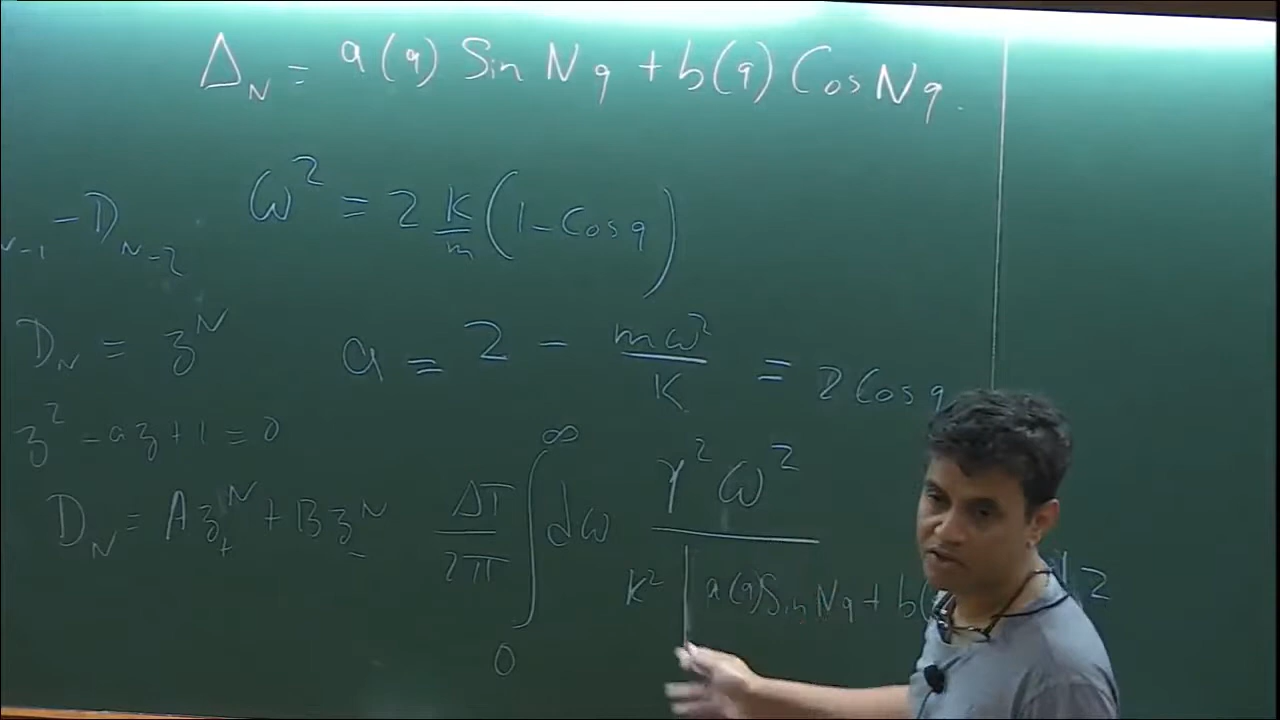 Δ_N = a(q) Sin Nq + b(q) Cos Nq.
-D_{N-2} ω² = 2 K/m (1 - Cos q)
D_N = z^N a = 2 - mω²/K = 2 Cos q
z² - az + 1 = 0
D_N = A z_+^N + B z_-^N ΔT/2π ∫_0^∞ dω γ²ω² / K² | a(q) Sin Nq + b( |²